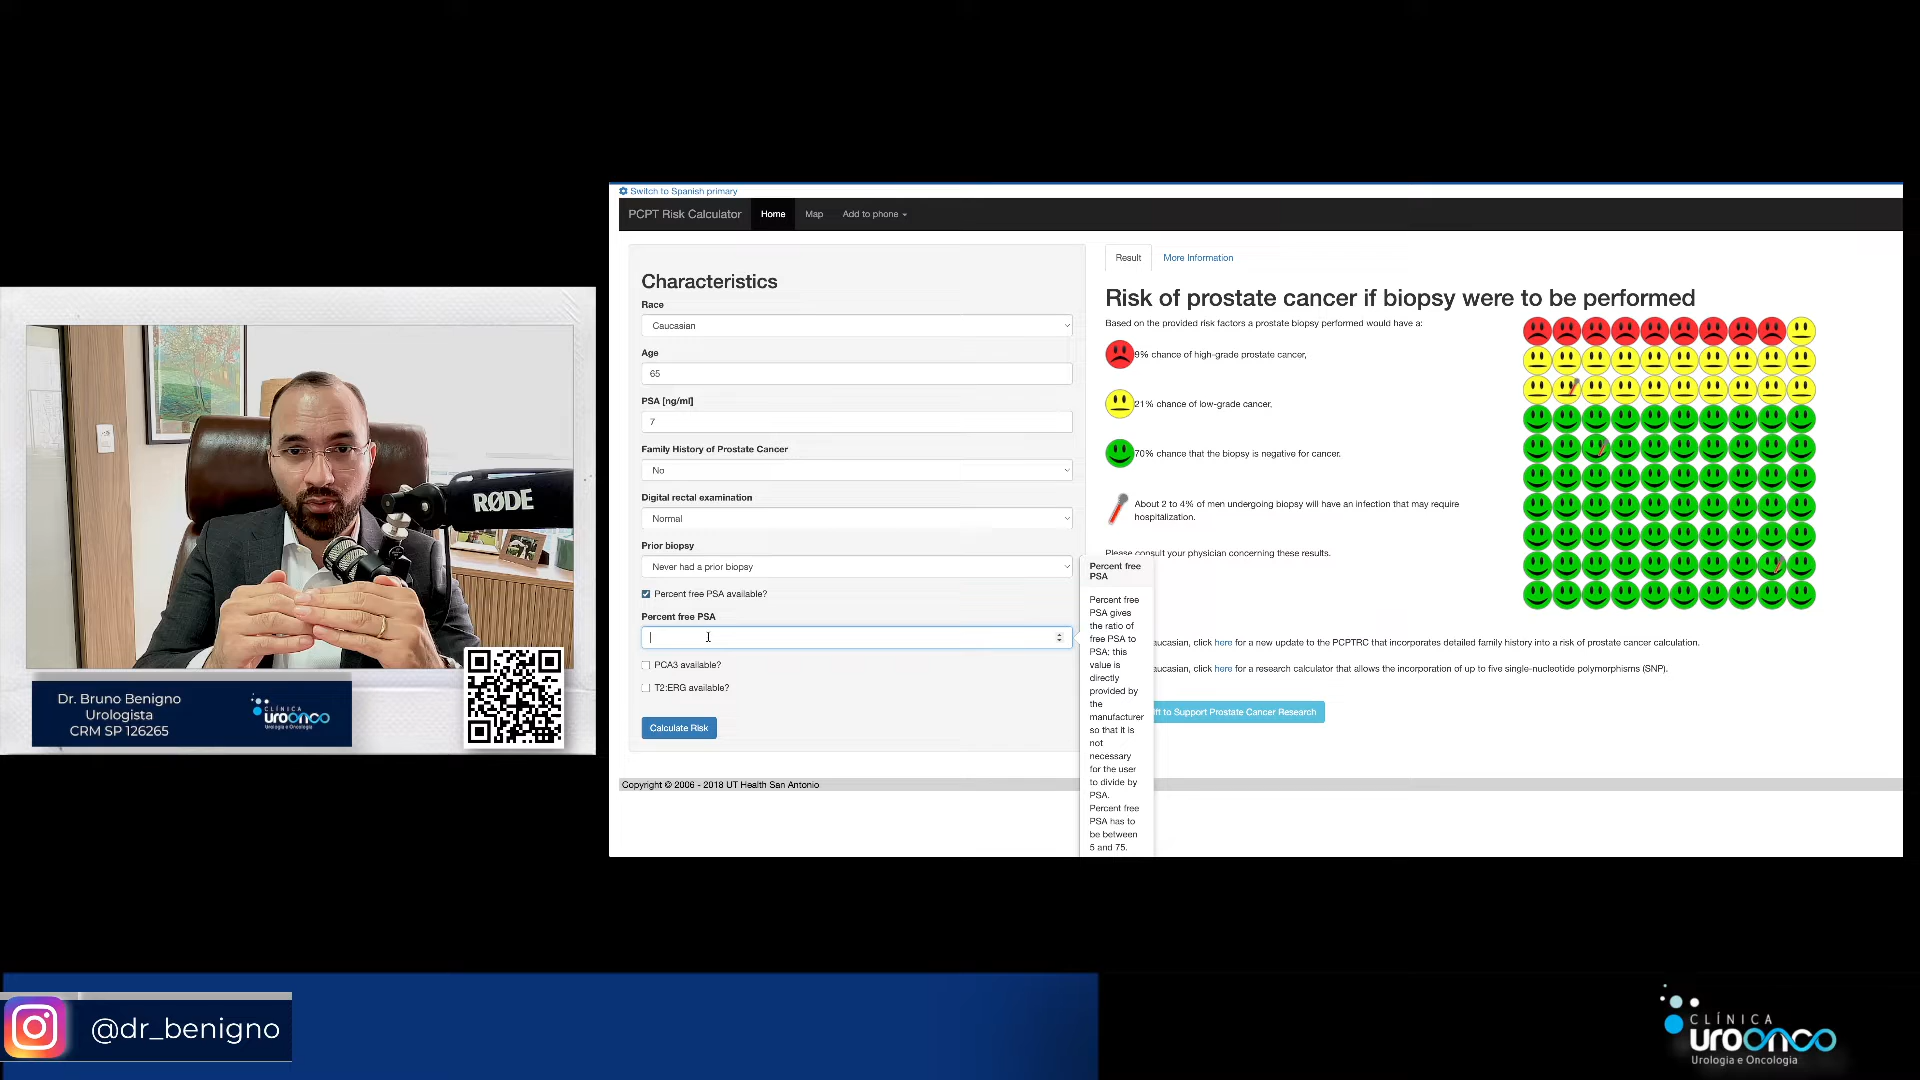 RØDE
Dr. Bruno Benigno
Urologista
CRM SP 126265
CLÍNICA
uroonco
Urologia e Oncologia
Switch to Spanish primary
PCPT Risk Calculator
Home
Map
Add to phone
Characteristics
Race
Caucasian
Age
65
PSA [ng/ml]
7
Family History of Prostate Cancer
No
Digital rectal examination
Normal
Prior biopsy
Never had a prior biopsy
Percent free PSA available?
Percent free PSA
PCA3 available?
T2:ERG available?
Calculate Risk
Copyright © 2006 - 2018 UT Health San Antonio
Result
More Information
Risk of prostate cancer if biopsy were to be performed
Based on the provided risk factors a prostate biopsy performed would have a:
9% chance of high-grade prostate cancer,
21% chance of low-grade cancer,
70% chance that the biopsy is negative for cancer.
About 2 to 4% of men undergoing biopsy will have an infection that may require
hospitalization.
Please consult your physician concerning these results.
Percent free
PSA
Percent free
PSA gives
the ratio of
free PSA to
PSA; this
value is
directly
provided by
the
manufacturer
so that it is
not
necessary
for the user
to divide by
PSA.
Percent free
PSA has to
be between
5 and 75.
aucasian, click here for a new update to the PCPTRC that incorporates detailed family history into a risk of prostate cancer calculation.
aucasian, click here for a research calculator that allows the incorporation of up to five single-nucleotide polymorphisms (SNP).
to Support Prostate Cancer Research
@dr_benigno
CLÍNICA
uroonco
Urologia e Oncologia